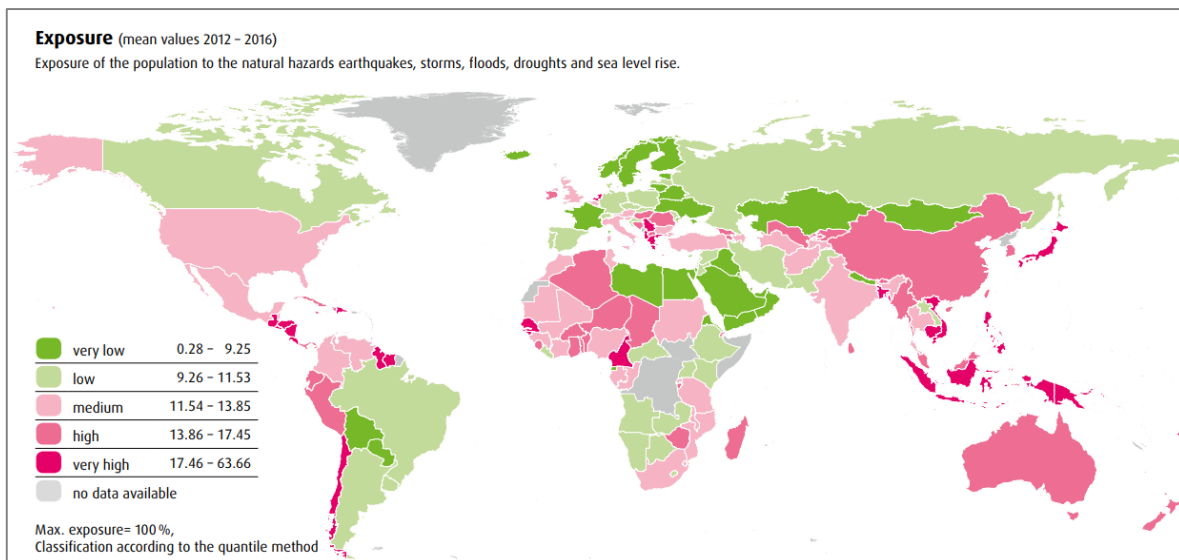 Exposure (mean values 2012 – 2016)
Exposure of the population to the natural hazards earthquakes, storms, floods, droughts and sea level rise.
very low 0.28 – 9.25
low 9.26 – 11.53
medium 11.54 – 13.85
high 13.86 – 17.45
very high 17.46 – 63.66
no data available
Max. exposure= 100 %,
Classification according to the quantile method